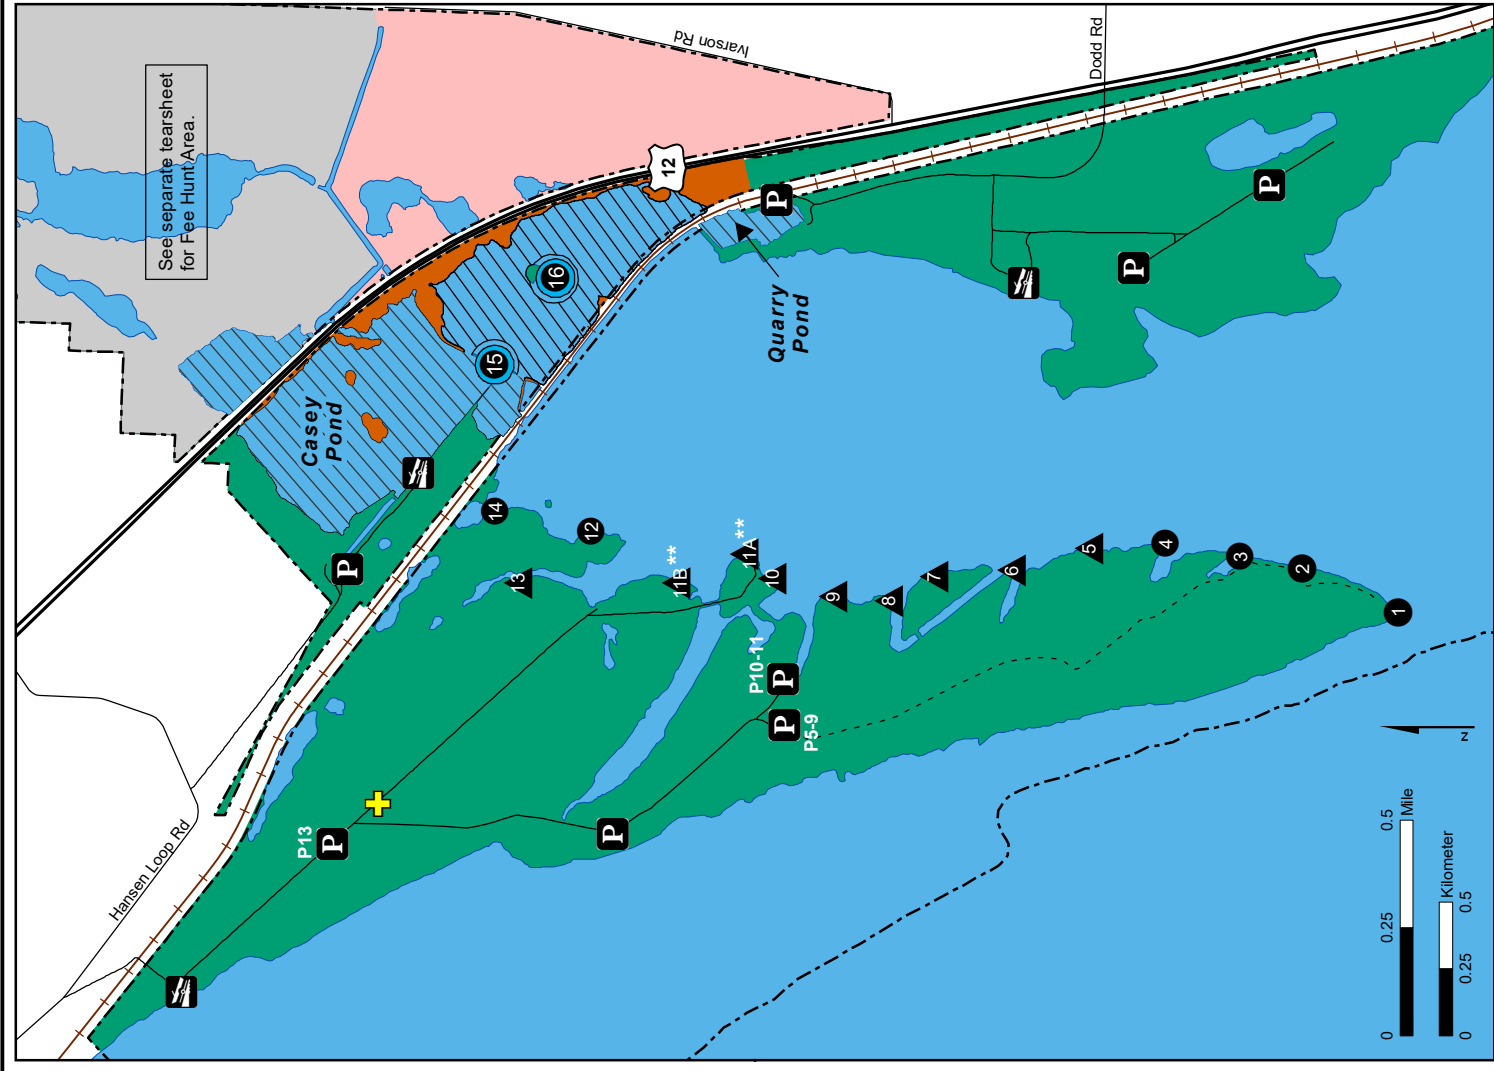 See separate tearsheet
for Fee Hunt Area.
Ivarson Rd
Dodd Rd
12
Casey
Pond
Quarry
Pond
16
15
14
12
13
11B **
11A **
10
9
8
7
6
5
4
3
2
1
P
P
P
P
P10-11
P
P5-9
P
P13
P
P
Hansen Loop Rd
N
0 0.25 0.5
Mile
Kilometer
0 0.25 0.5